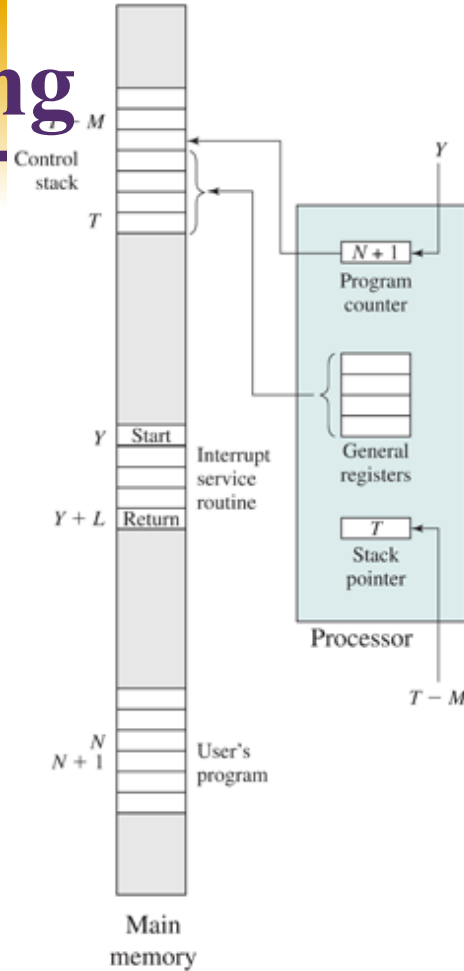 ng
T − M
Control
stack
T
Y
N + 1
Program
counter
Y
Start
Interrupt
service
routine
General
registers
Y + L
Return
T
Stack
pointer
Processor
T − M
N
N + 1
User's
program
Main
memory